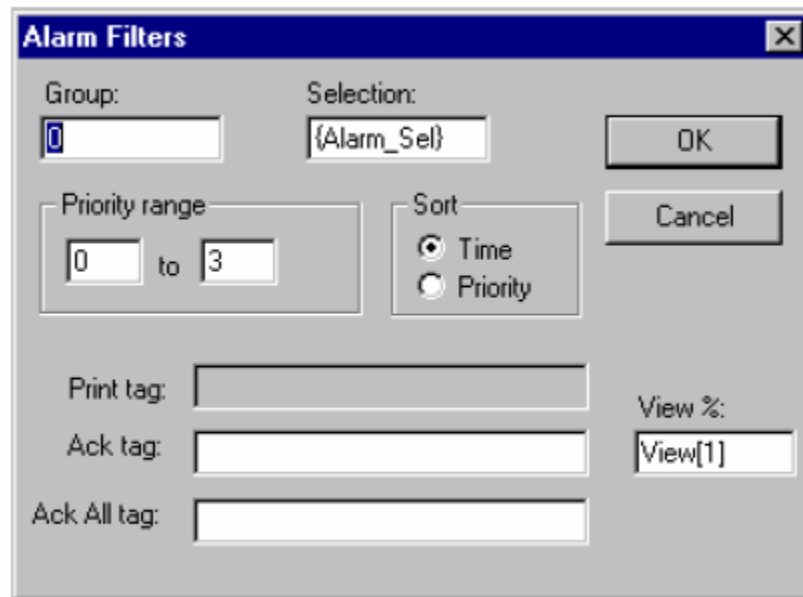 Alarm Filters
Group: Selection:
0 {Alarm_Sel} OK
Priority range Sort Cancel
0 to 3 Time
Priority
Print tag:
View %:
Ack tag: View[1]
Ack All tag: